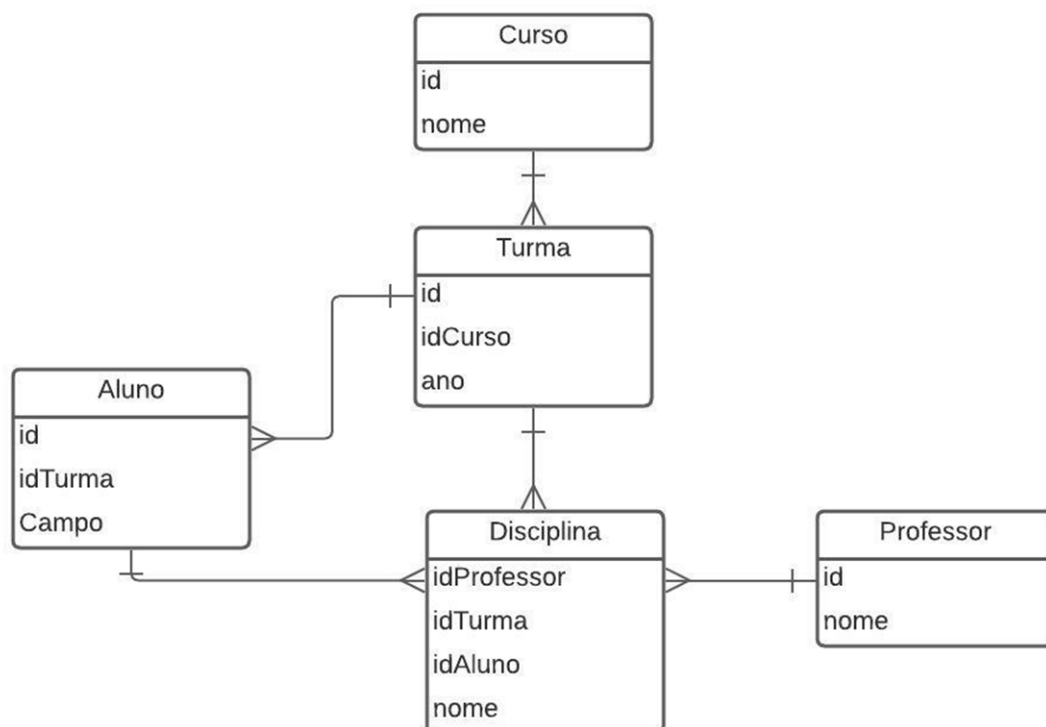 Curso
id
nome
Turma
id
idCurso
ano
Aluno
id
idTurma
Campo
Disciplina
idProfessor
idTurma
idAluno
nome
Professor
id
nome